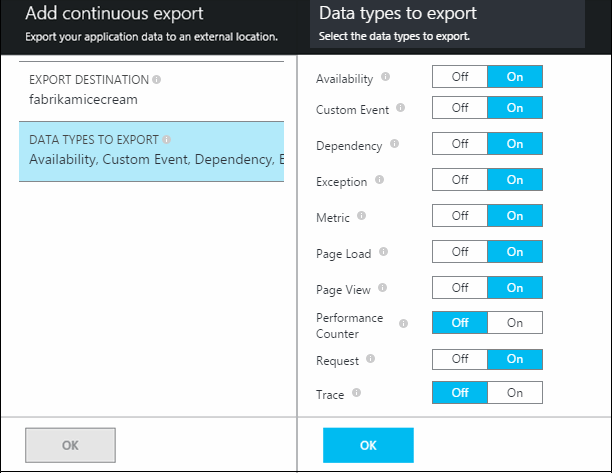 Add continuous export
Export your application data to an external location.
EXPORT DESTINATION
fabrikamicecream
DATA TYPES TO EXPORT
Availability, Custom Event, Dependency, E
OK
Data types to export
Select the data types to export.
Availability Off On
Custom Event Off On
Dependency Off On
Exception Off On
Metric Off On
Page Load Off On
Page View Off On
Performance
Counter Off On
Request Off On
Trace Off On
OK